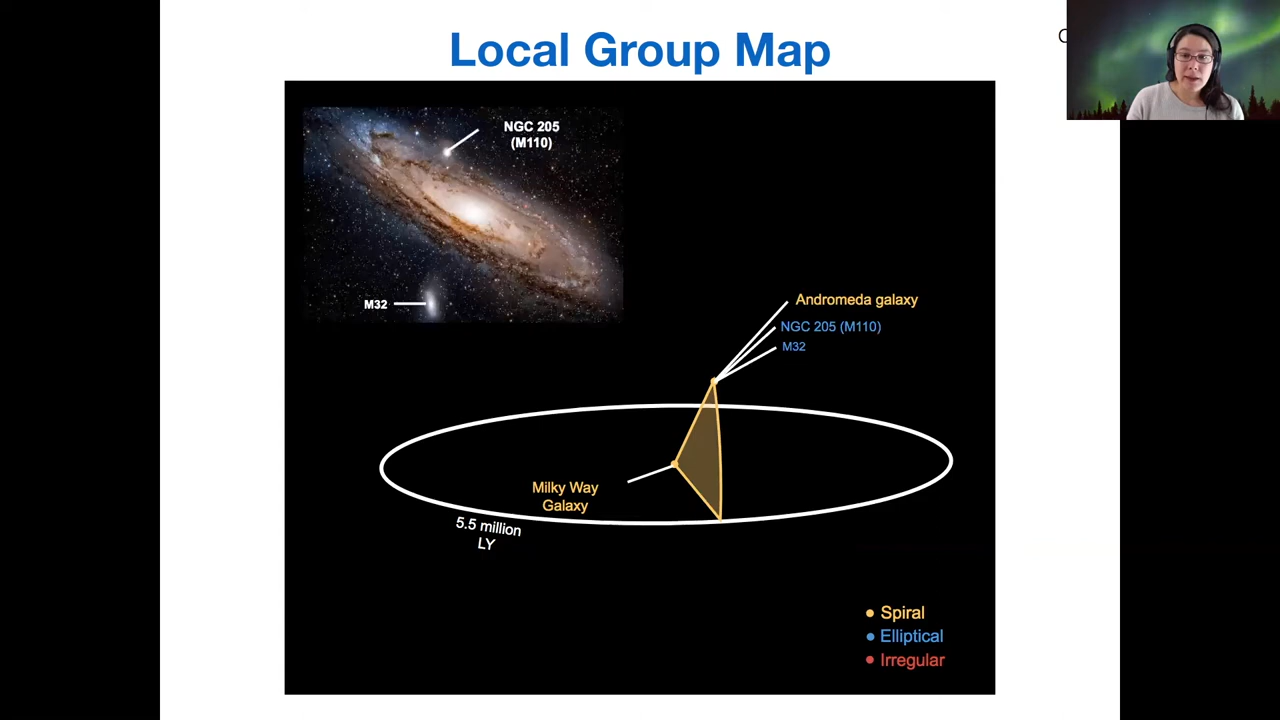 Local Group Map
NGC 205
(M110)
M32
Andromeda galaxy
NGC 205 (M110)
M32
Milky Way
Galaxy
5.5 million
LY
Spiral
Elliptical
Irregular